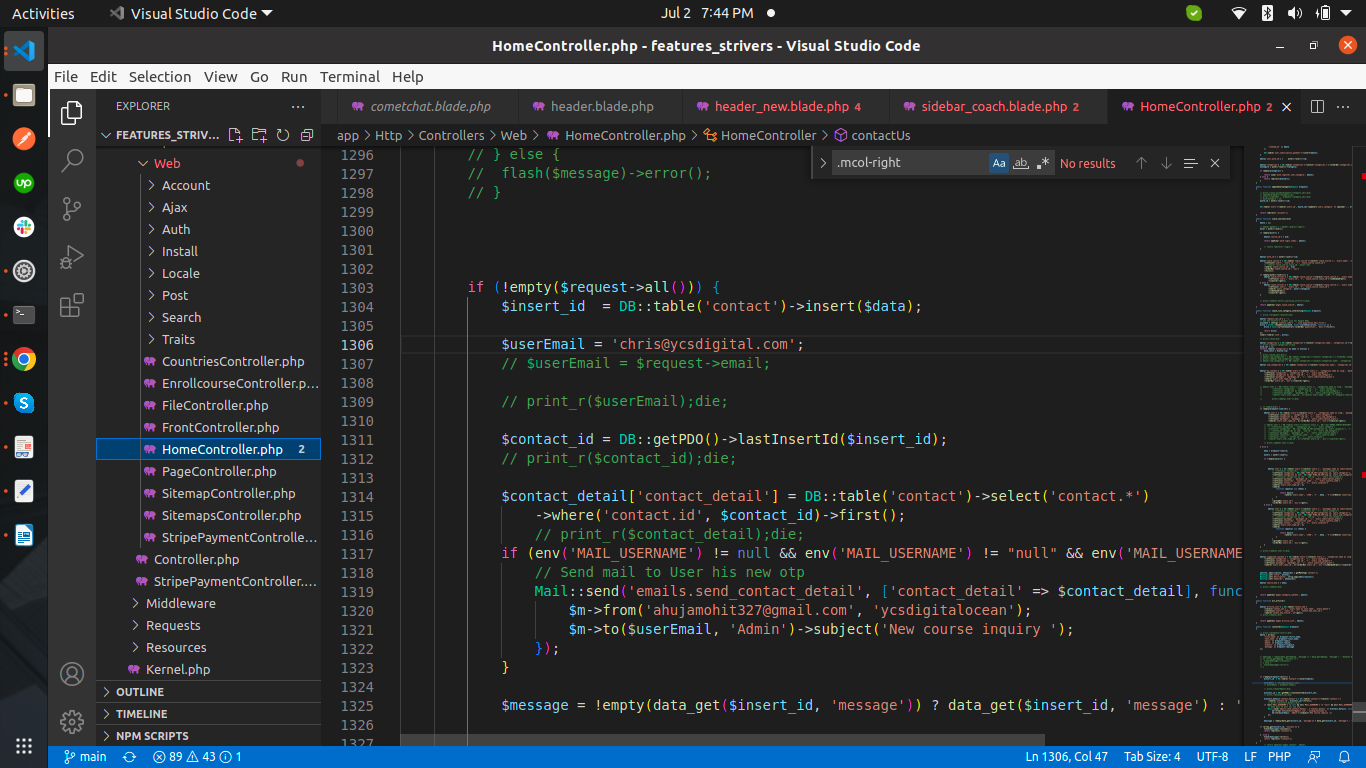 Activities
Visual Studio Code
Jul 2 7:44 PM
HomeController.php - features_strivers - Visual Studio Code
File Edit Selection View Go Run Terminal Help
EXPLORER
cometchat.blade.php
header.blade.php
header_new.blade.php 4
sidebar_coach.blade.php 2
HomeController.php 2
FEATURES_STRIV...
app > Http > Controllers > Web > HomeController.php > HomeController > contactUs
.mcol-right
Aa
ab
No results
Web
Account
Ajax
Auth
Install
Locale
Post
Search
Traits
CountriesController.php
EnrollcourseController.p...
FileController.php
FrontController.php
HomeController.php 2
PageController.php
SitemapController.php
SitemapsController.php
StripePaymentControlle...
Controller.php
StripePaymentController....
Middleware
Requests
Resources
Kernel.php
OUTLINE
TIMELINE
NPM SCRIPTS
1296 // } else {
1297 // flash($message)->error();
1298 // }
1299
1300
1301
1302
1303 if (!empty($request->all())) {
1304 $insert_id = DB::table('contact')->insert($data);
1305
1306 $userEmail = 'chris@ycsdigital.com';
1307 // $userEmail = $request->email;
1308
1309 // print_r($userEmail);die;
1310
1311 $contact_id = DB::getPDO()->lastInsertId($insert_id);
1312 // print_r($contact_id);die;
1313
1314 $contact_detail['contact_detail'] = DB::table('contact')->select('contact.*')
1315 ->where('contact.id', $contact_id)->first();
1316 // print_r($contact_detail);die;
1317 if (env('MAIL_USERNAME') != null && env('MAIL_USERNAME') != "null" && env('MAIL_USERNAME
1318 // Send mail to User his new otp
1319 Mail::send('emails.send_contact_detail', ['contact_detail' => $contact_detail], func
1320 $m->from('ahujamohit327@gmail.com', 'ycsdigitalocean');
1321 $m->to($userEmail, 'Admin')->subject('New course inquiry ');
1322 });
1323 }
1324
1325 $message = !empty(data_get($insert_id, 'message')) ? data_get($insert_id, 'message') : '
1326
1327
main
89 43 1
Ln 1306, Col 47
Tab Size: 4
UTF-8
LF
PHP